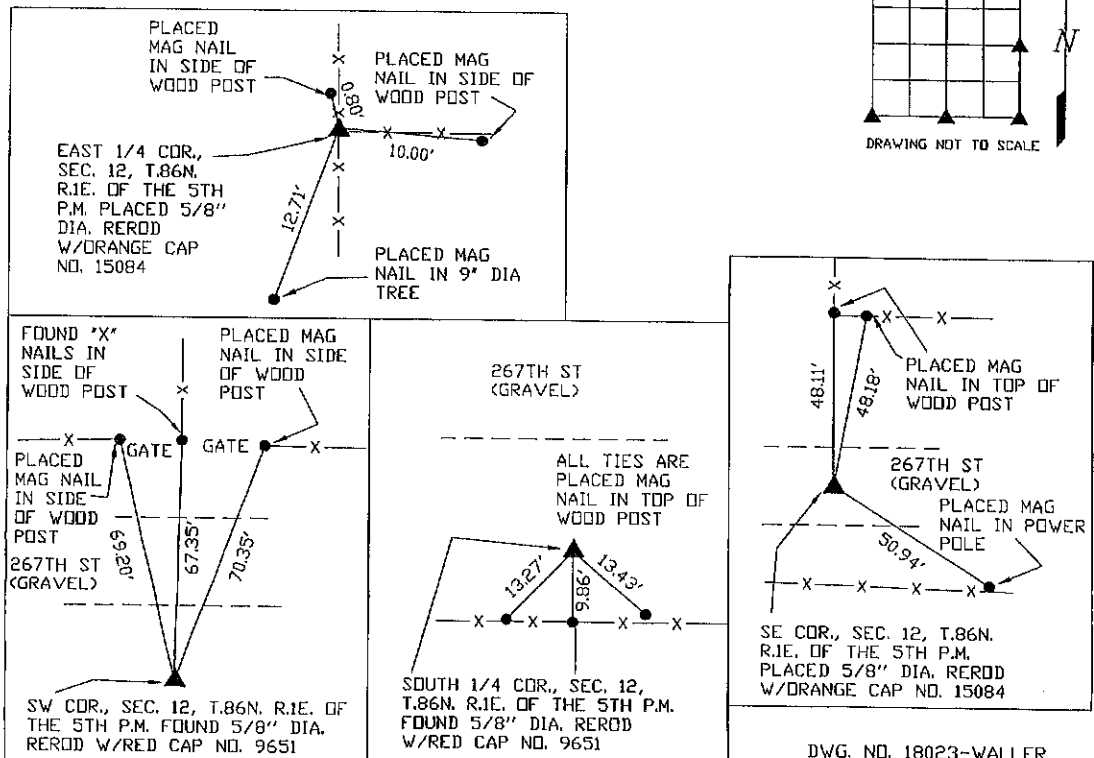 PLACED
MAG NAIL
IN SIDE OF
WOOD POST
PLACED MAG
NAIL IN SIDE OF
WOOD POST
0.80'
10.00'
12.71'
EAST 1/4 COR.,
SEC. 12, T.86N.
R.1E. OF THE 5TH
P.M. PLACED 5/8" 
DIA. REROD
W/ORANGE CAP
NO. 15084
PLACED MAG
NAIL IN 9" DIA
TREE
N
DRAWING NOT TO SCALE
FOUND "X"
NAILS IN
SIDE OF
WOOD POST
PLACED MAG
NAIL IN SIDE
OF WOOD
POST
GATE
GATE
PLACED
MAG NAIL
IN SIDE
OF WOOD
POST
69.20'
67.35'
70.35'
267TH ST
(GRAVEL)
SW COR., SEC. 12, T.86N. R.1E. OF
THE 5TH P.M. FOUND 5/8" DIA.
REROD W/RED CAP NO. 9651
267TH ST
(GRAVEL)
ALL TIES ARE
PLACED MAG
NAIL IN TOP OF
WOOD POST
13.27'
9.86'
13.43'
SOUTH 1/4 COR., SEC. 12,
T.86N. R.1E. OF THE 5TH P.M.
FOUND 5/8" DIA. REROD
W/RED CAP NO. 9651
48.11'
48.18'
PLACED MAG
NAIL IN TOP OF
WOOD POST
267TH ST
(GRAVEL)
PLACED MAG
NAIL IN POWER
POLE
50.94'
SE COR., SEC. 12, T.86N.
R.1E. OF THE 5TH P.M.
PLACED 5/8" DIA. REROD
W/ORANGE CAP NO. 15084
DWG. NO. 18023-WALLER